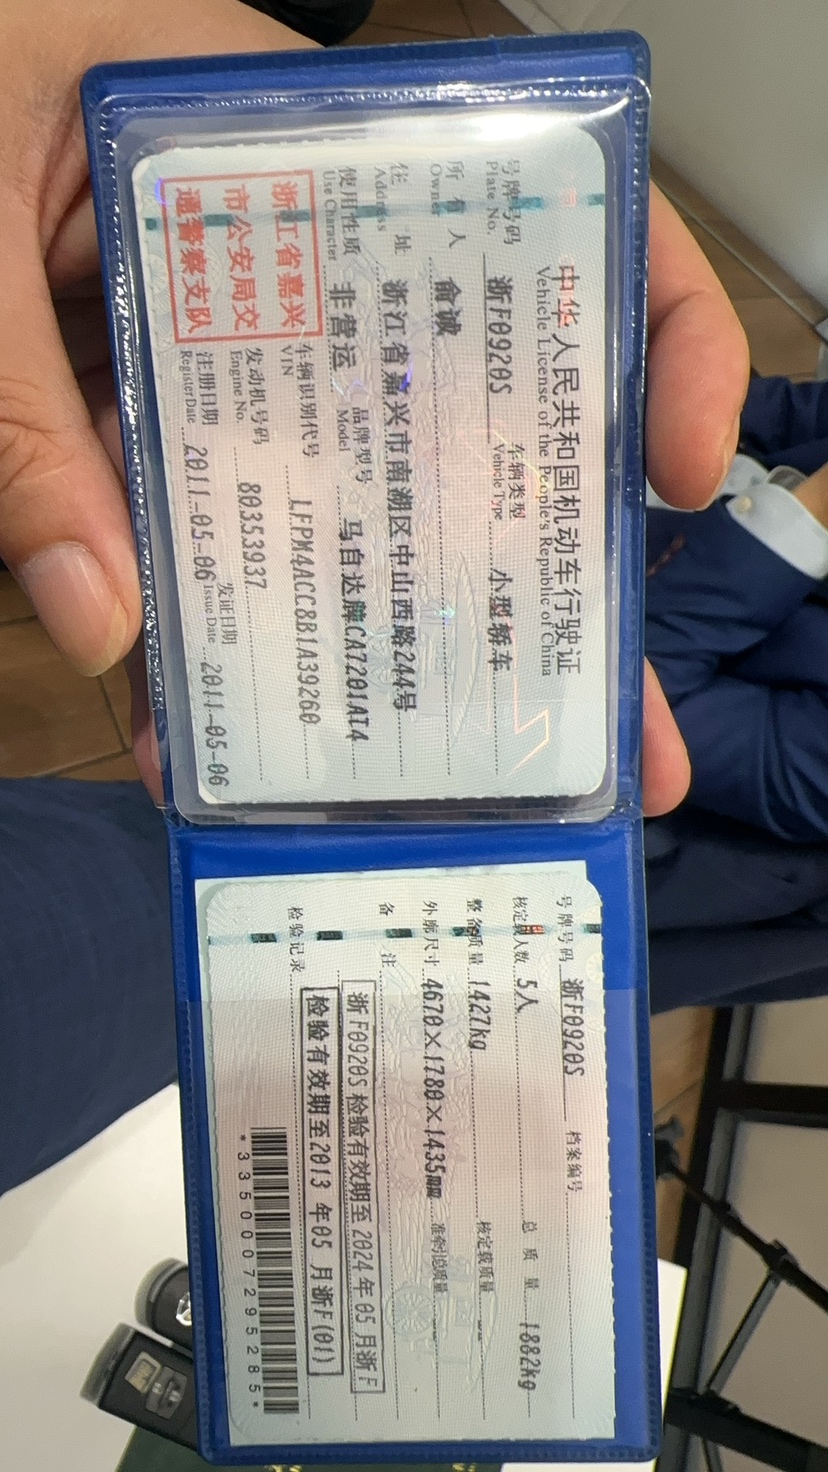 中华人民共和国机动车行驶证
Vehicle License of the People's Republic of China
号牌号码 浙F0920S 车辆类型 小型轿车
Plate No. Vehicle Type
所有人 俞诚
Owner
住址 浙江省嘉兴市南湖区中山西路244号
Address
使用性质 非营运 品牌型号 马自达牌CA7201AT4
Use Character Model
浙江省嘉兴
市公安局交
通警察支队
车辆识别代号 LFPM4ACC8B1A39260
VIN
发动机号码 80353937
Engine No.
注册日期 2011-05-06 发证日期 2011-05-06
Register Date Issue Date
号牌号码 浙F0920S 档案编号
核定载人数 5人 总质量 1882kg
整备质量 1427kg 核定载质量 --
外廓尺寸 4670×1780×1435mm 准牵引总质量
备注
浙F0920S 检验有效期至2024年05月浙F
检验记录 检验有效期至2013年05月浙F(01)
*3350007295285*